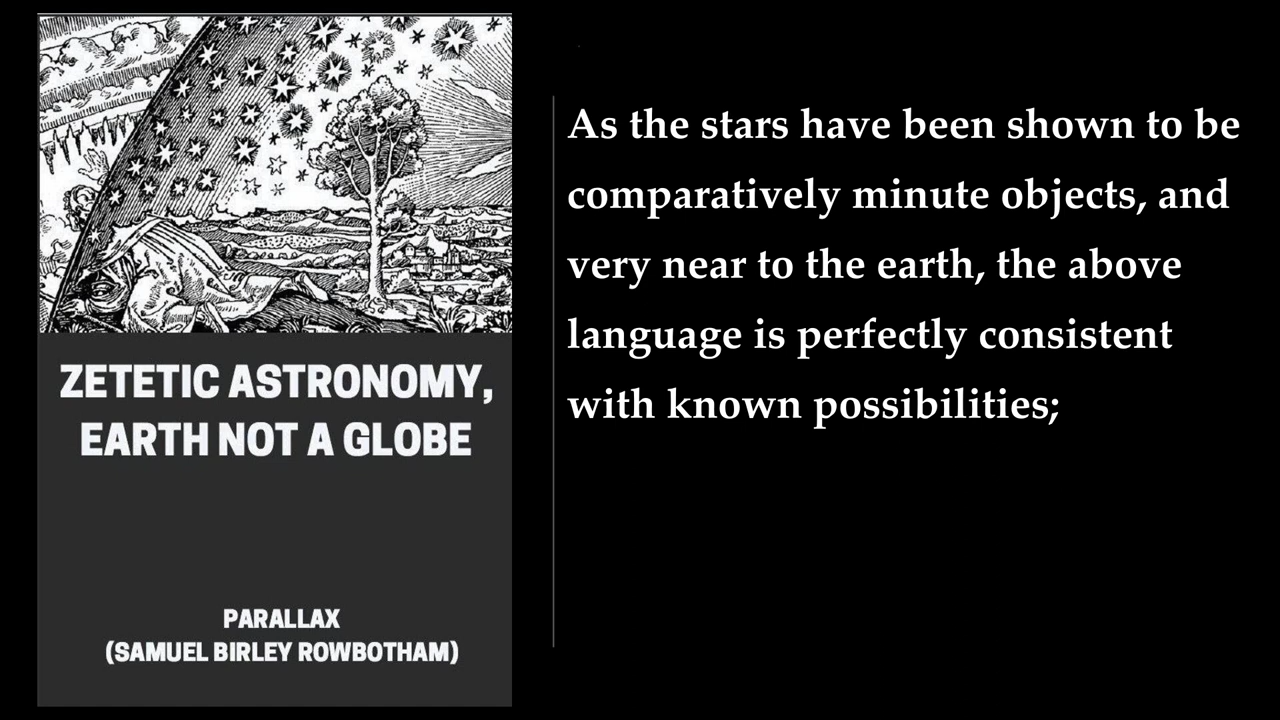 ZETETIC ASTRONOMY,
EARTH NOT A GLOBE
PARALLAX
(SAMUEL BIRLEY ROWBOTHAM)
As the stars have been shown to be
comparatively minute objects, and
very near to the earth, the above
language is perfectly consistent
with known possibilities;